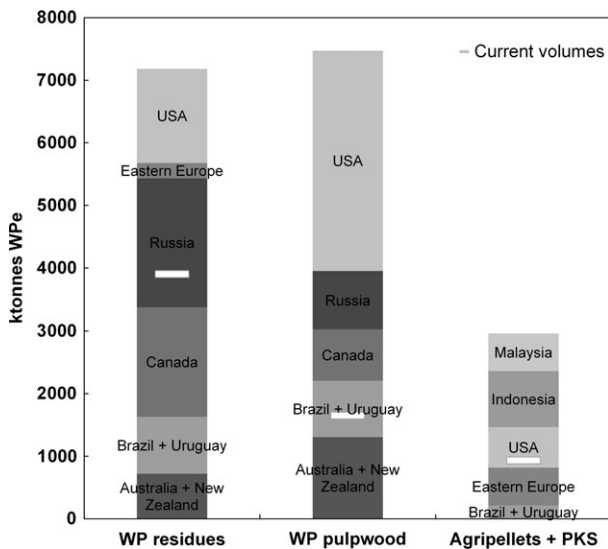 8000
7000
6000
5000
4000
3000
2000
1000
0
ktonnes WPe
Current volumes
USA
Eastern Europe
Russia
Canada
Brazil + Uruguay
Australia + New
Zealand
USA
Russia
Canada
Brazil + Uruguay
Australia + New
Zealand
Malaysia
Indonesia
USA
Eastern Europe
Brazil + Uruguay
WP residues
WP pulpwood
Agripellets + PKS